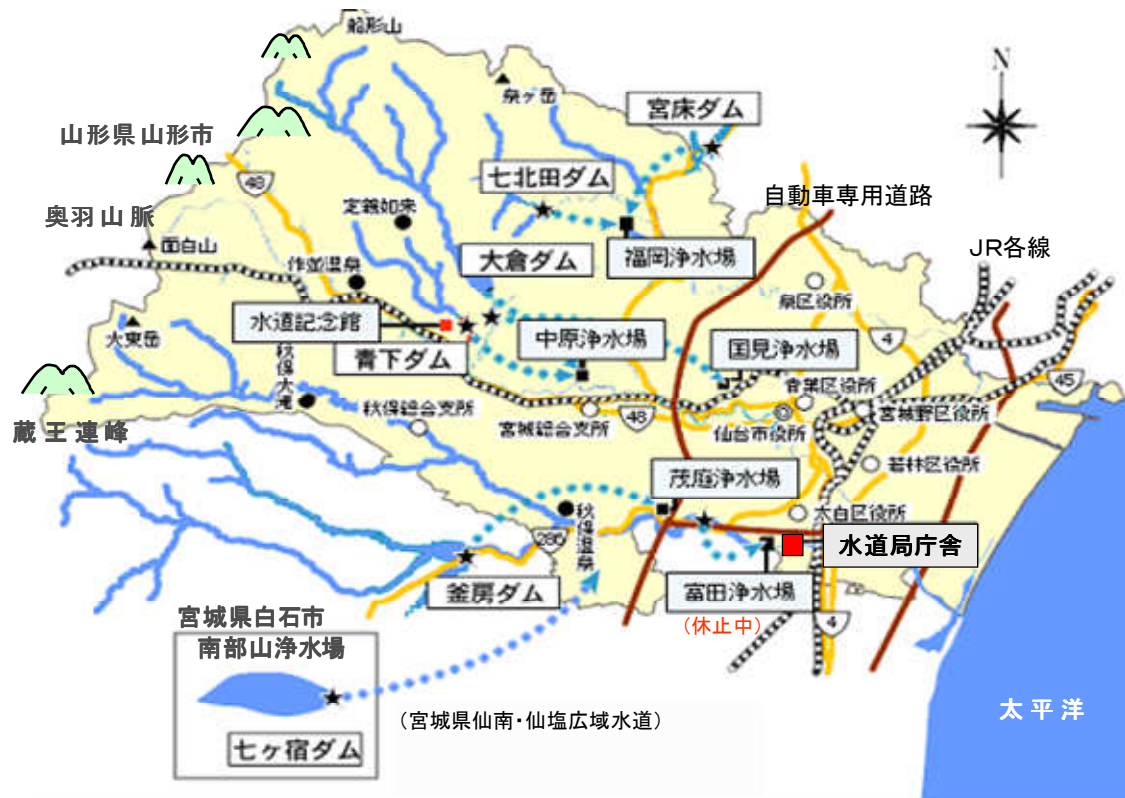 船形山
N
泉ヶ岳
宮床ダム
山形県山形市
48
七北田ダム
自動車専用道路
定義如来
奥羽山脈
面白山
大倉ダム
福岡浄水場
JR各線
作並温泉
泉区役所
水道記念館
中原浄水場
国見浄水場
4
大東岳
青下ダム
秋保大滝
45
青葉区役所
秋保総合支所
48
宮城野区役所
蔵王連峰
宮城総合支所
仙台市役所
若林区役所
茂庭浄水場
秋保温泉
太白区役所
286
水道局庁舎
釜房ダム
富田浄水場
(休止中)
宮城県白石市
4
南部山浄水場
太平洋
(宮城県仙南・仙塩広域水道)
七ヶ宿ダム